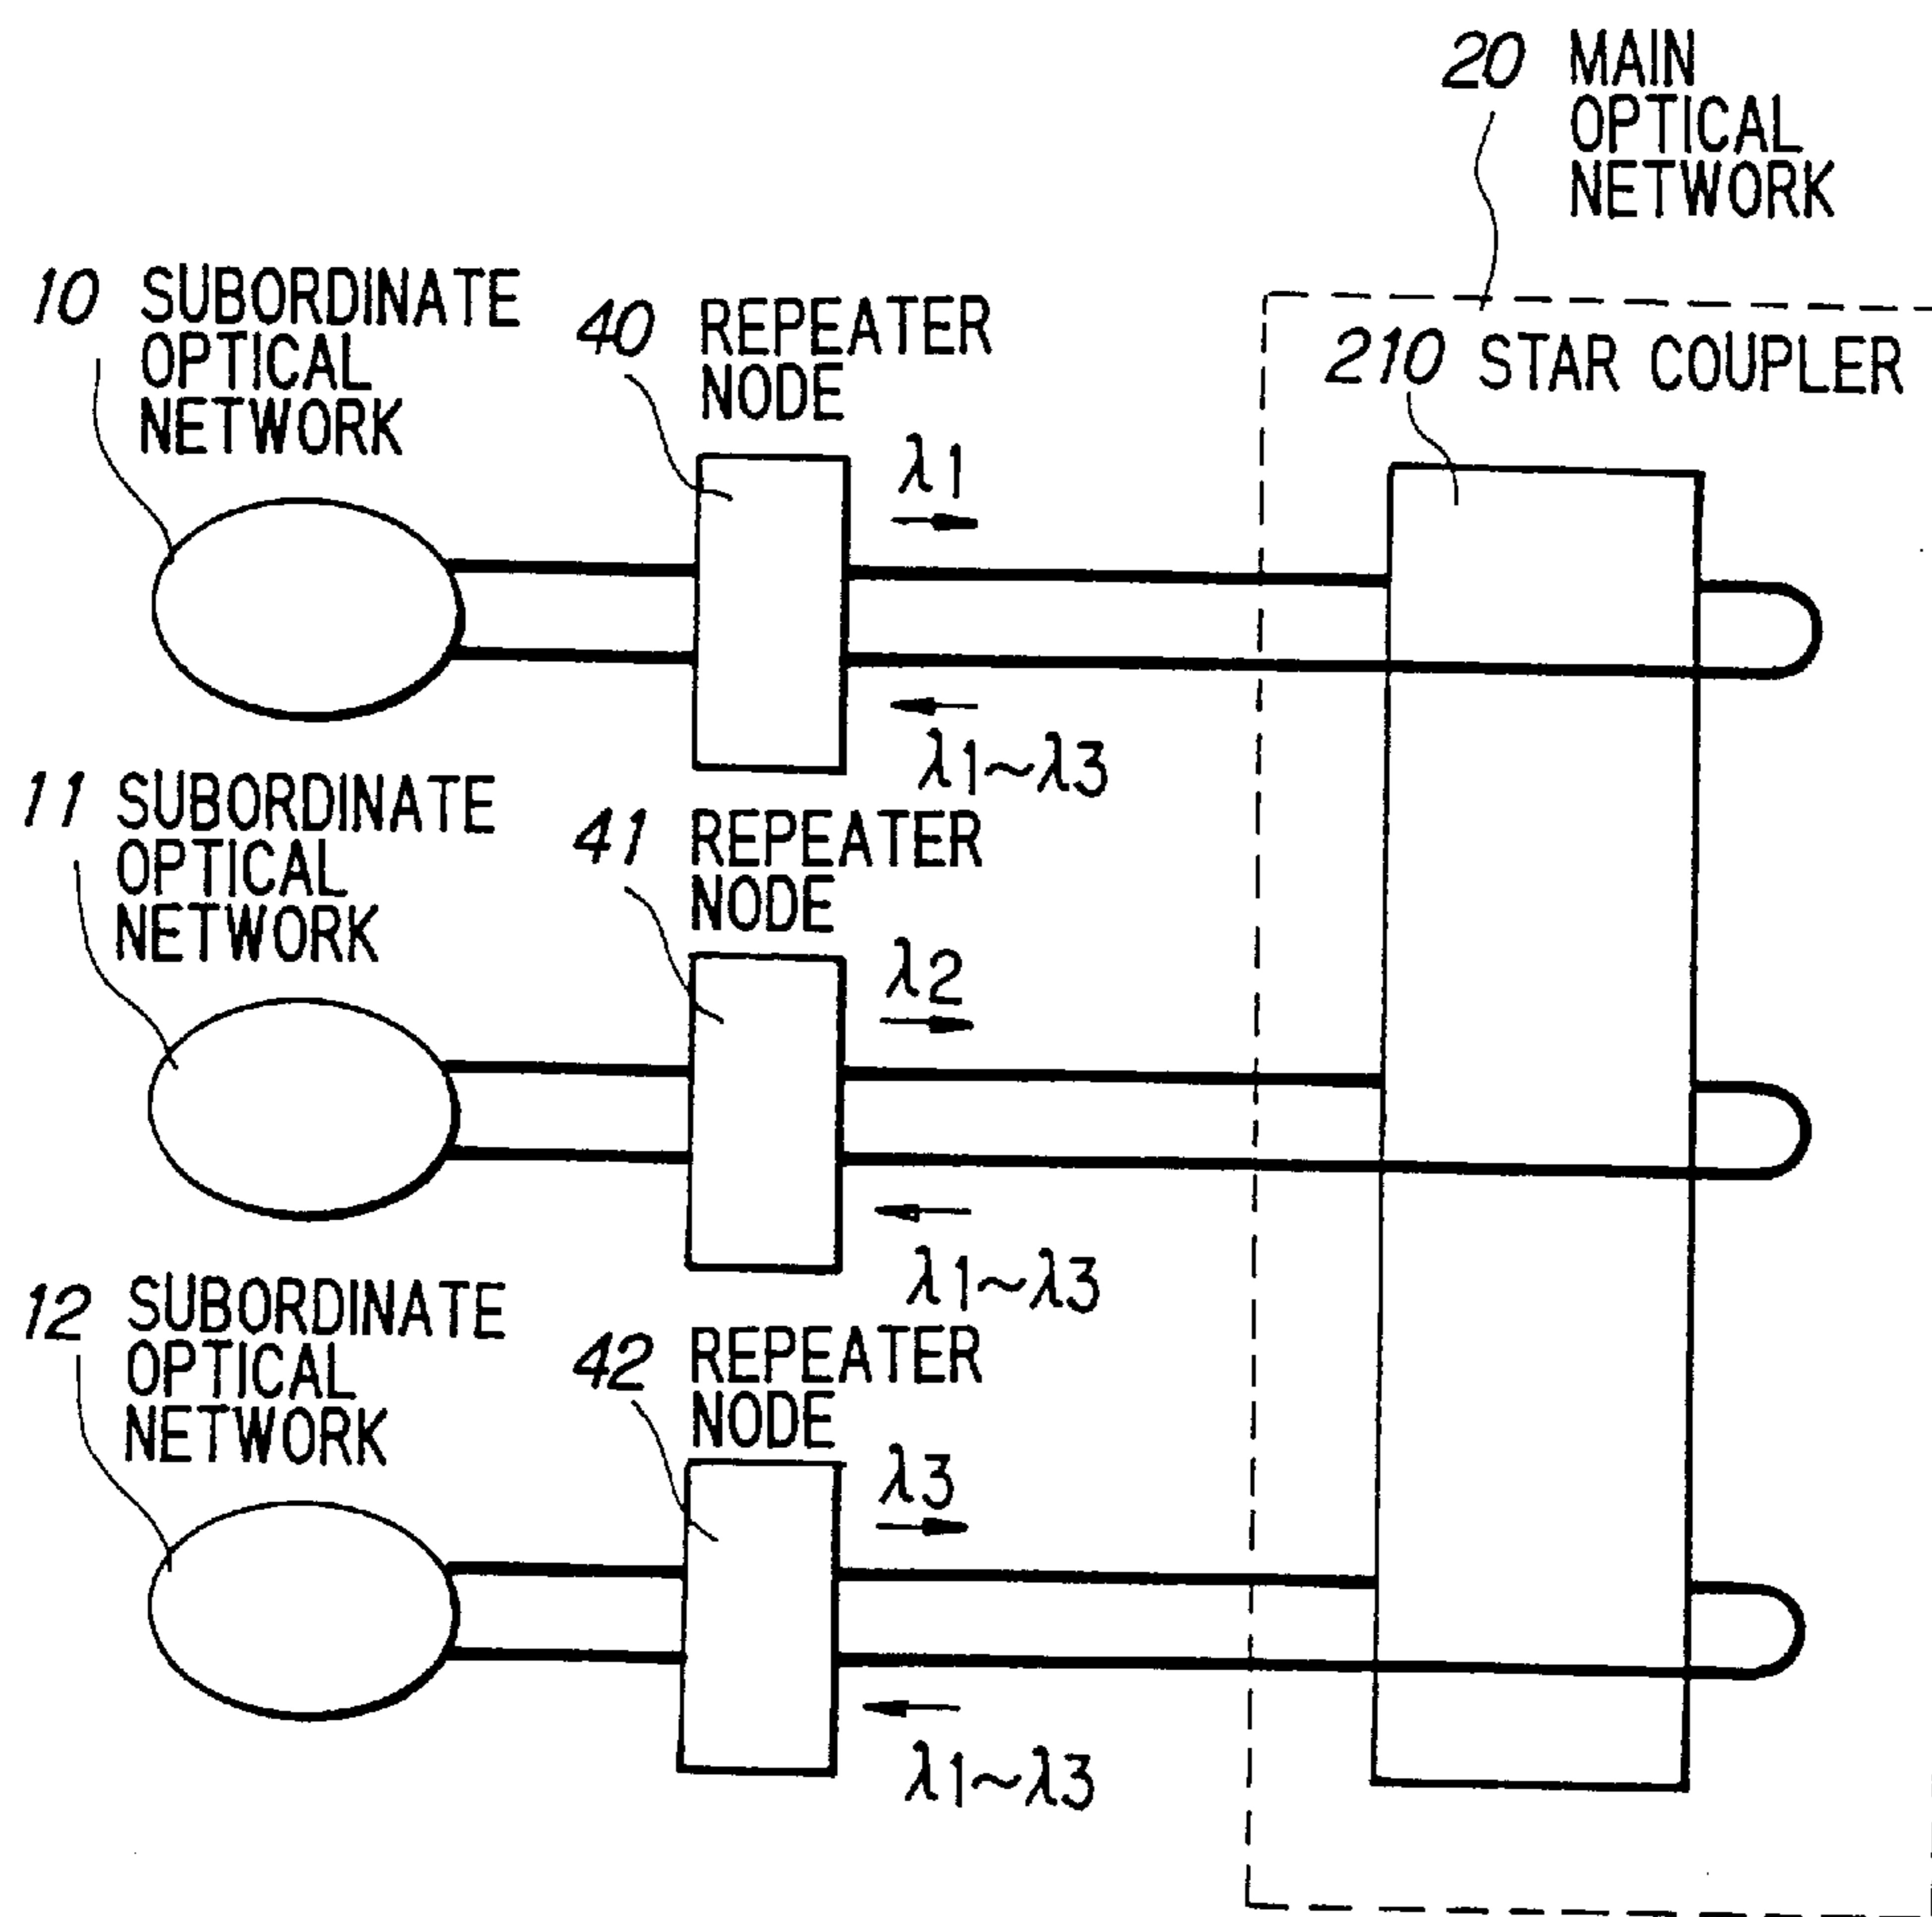 20 MAIN
OPTICAL
NETWORK
10 SUBORDINATE
OPTICAL
NETWORK
40 REPEATER
NODE
210 STAR COUPLER
λ1
λ1~λ3
11 SUBORDINATE
OPTICAL
NETWORK
41 REPEATER
NODE
λ2
λ1~λ3
12 SUBORDINATE
OPTICAL
NETWORK
42 REPEATER
NODE
λ3
λ1~λ3